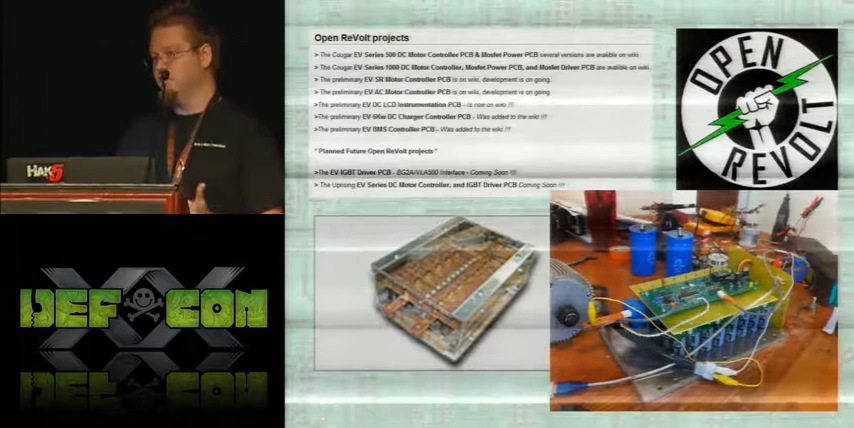 Open ReVolt projects
> The Cougar EV Series 500 DC Motor Controller PCB & Mosfet Power PCB several versions are avalible on wiki.
> The Cougar EV Series 1000 DC Motor Controller, Mosfet Power PCB, and Mosfet Driver PCB are avalible on wiki.
> The preliminary EV SR Motor Controller PCB is on wiki, development is on going.
> The preliminary EV AC Motor Controller PCB is on wiki, development is on going.
>The preliminary EV DC LCD Instrumentation PCB - Is now on wiki !!!
>The preliminary EV 6Kw DC Charger Controller PCB - Was added to the wiki !!!
>The preliminary EV BMS Controller PCB - Was added to the wiki !!!
" Planned Future Open ReVolt projects "
>The EV IGBT Driver PCB - BG2A/VLA500 Interface - Coming Soon !!!
> The Uprong EV Series DC Motor Controller, and IGBT Driver PCB Coming Soon !!!
OPEN
REVOLT
HAK5
XX
DEF CON